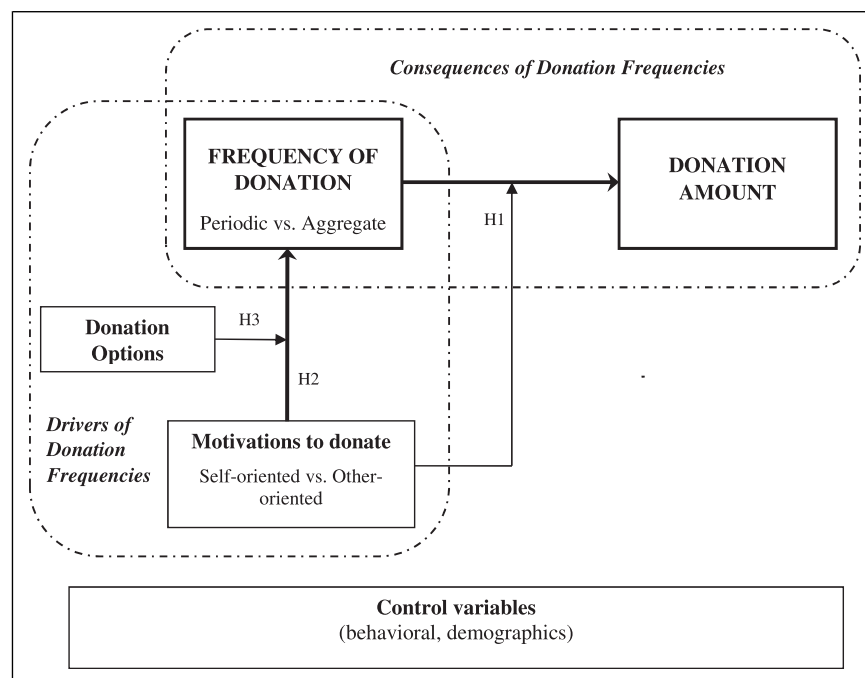 Consequences of Donation Frequencies
FREQUENCY OF
DONATION
Periodic vs. Aggregate
DONATION
AMOUNT
H1
Donation
Options
H3
H2
Drivers of
Donation
Frequencies
Motivations to donate
Self-oriented vs. Other-
oriented
Control variables
(behavioral, demographics)